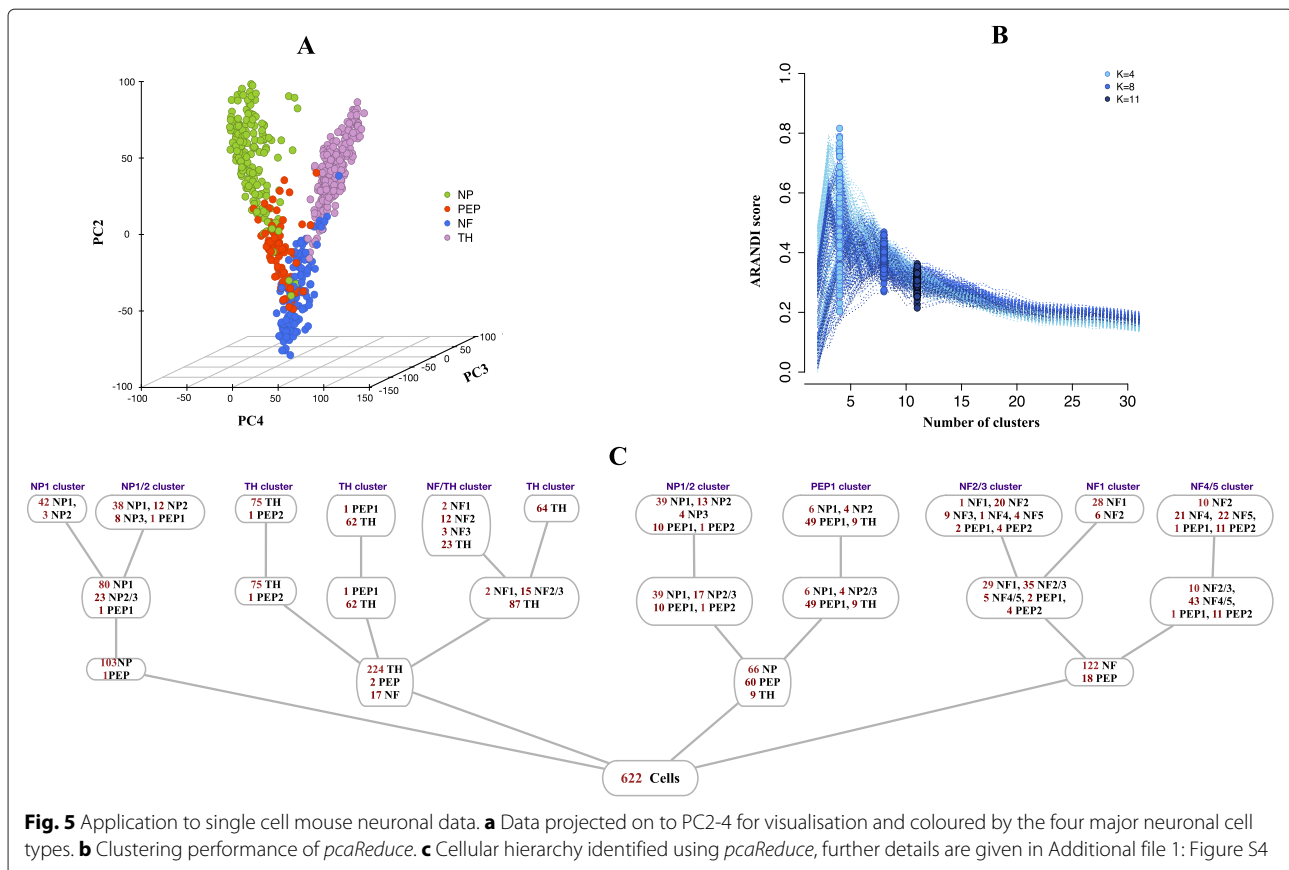 A
PC2
100
50
0
-50
-100
-100
-50
0
50
100
150
PC4
-150
-100
-50
0
50
100
PC3
NP
PEP
NF
TH
B
ARANDI score
1.0
0.8
0.6
0.4
0.2
0.0
5
10
15
20
25
30
Number of clusters
K=4
K=8
K=11
C
NP1 cluster
NP1/2 cluster
TH cluster
TH cluster
NF/TH cluster
TH cluster
NP1/2 cluster
PEP1 cluster
NF2/3 cluster
NF1 cluster
NF4/5 cluster
42 NP1,
3 NP2
38 NP1, 12 NP2
8 NP3, 1 PEP1
75 TH
1 PEP2
1 PEP1
62 TH
2 NF1
12 NF2
3 NF3
23 TH
64 TH
39 NP1, 13 NP2
4 NP3
10 PEP1, 1 PEP2
6 NP1, 4 NP2
49 PEP1, 9 TH
1 NF1, 20 NF2
9 NF3, 1 NF4, 4 NF5
2 PEP1, 4 PEP2
28 NF1
6 NF2
10 NF2
21 NF4, 22 NF5,
1 PEP1, 11 PEP2
80 NP1
23 NP2/3
1 PEP1
75 TH
1 PEP2
1 PEP1
62 TH
2 NF1, 15 NF2/3
87 TH
39 NP1, 17 NP2/3
10 PEP1, 1 PEP2
6 NP1, 4 NP2/3
49 PEP1, 9 TH
29 NF1, 35 NF2/3
5 NF4/5, 2 PEP1,
4 PEP2
10 NF2/3,
43 NF4/5,
1 PEP1, 11 PEP2
103NP
1PEP
224 TH
2 PEP
17 NF
66 NP
60 PEP
9 TH
122 NF
18 PEP
622 Cells
Fig. 5 Application to single cell mouse neuronal data. a Data projected on to PC2-4 for visualisation and coloured by the four major neuronal cell
types. b Clustering performance of pcaReduce. c Cellular hierarchy identified using pcaReduce, further details are given in Additional file 1: Figure S4